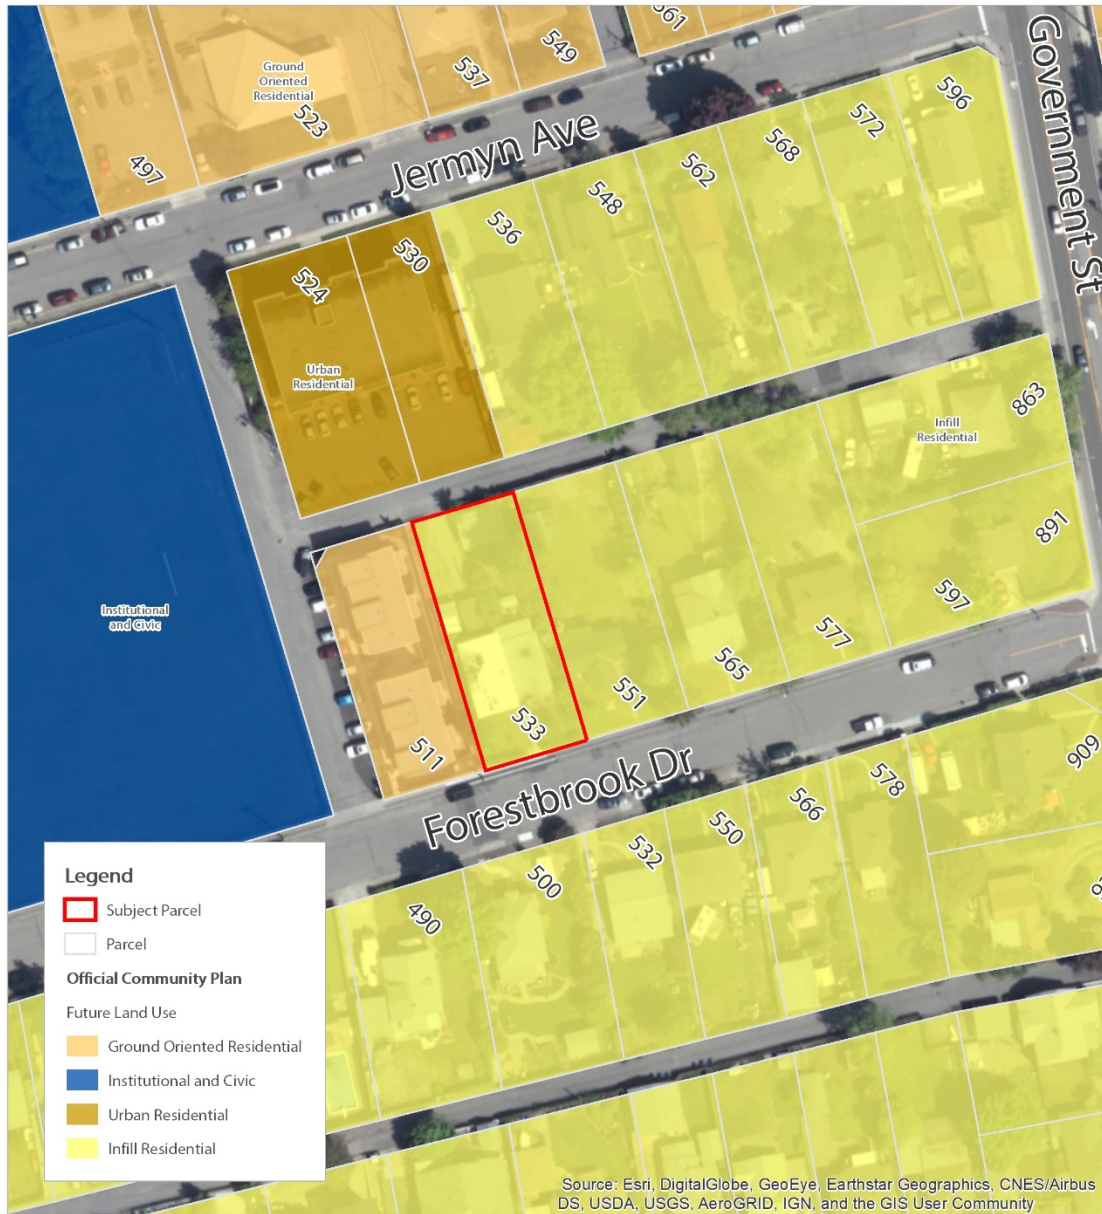 561
549
537
Ground
Oriented
Residential
523
497
Jermyn Ave
Government St
596
572
568
562
548
536
530
524
Urban
Residential
863
Infill
Residential
891
597
577
565
551
533
511
Institutional
and Civic
Forestbrook Dr
909
578
566
550
532
500
490
Legend
Subject Parcel
Parcel
Official Community Plan
Future Land Use
Ground Oriented Residential
Institutional and Civic
Urban Residential
Infill Residential
Source: Esri, DigitalGlobe, GeoEye, Earthstar Geographics, CNES/Airbus
DS, USDA, USGS, AeroGRID, IGN, and the GIS User Community